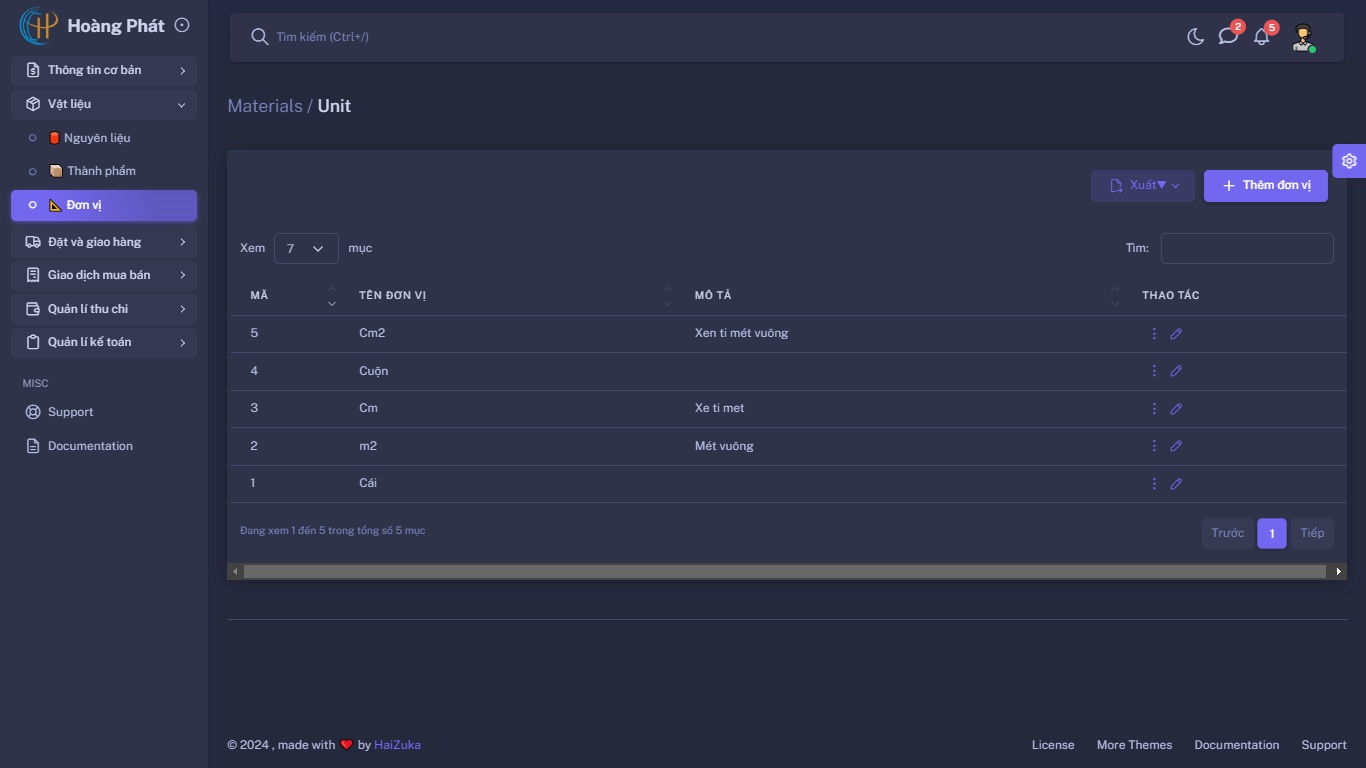 Hoàng Phát
Tìm kiếm (Ctrl+/)
2
5
Thông tin cơ bản
Vật liệu
Nguyên liệu
Thành phẩm
Đơn vị
Đặt và giao hàng
Giao dịch mua bán
Quản lí thu chi
Quản lí kế toán
MISC
Support
Documentation
Materials / Unit
Xuất▼
Thêm đơn vị
Xem 7 mục
Tìm:
MÃ TÊN ĐƠN VỊ MÔ TẢ THAO TÁC
5 Cm2 Xen ti mét vuông
4 Cuộn
3 Cm Xe ti met
2 m2 Mét vuông
1 Cái
Đang xem 1 đến 5 trong tổng số 5 mục
Trước 1 Tiếp
© 2024 , made with ❤️ by HaiZuka
License More Themes Documentation Support